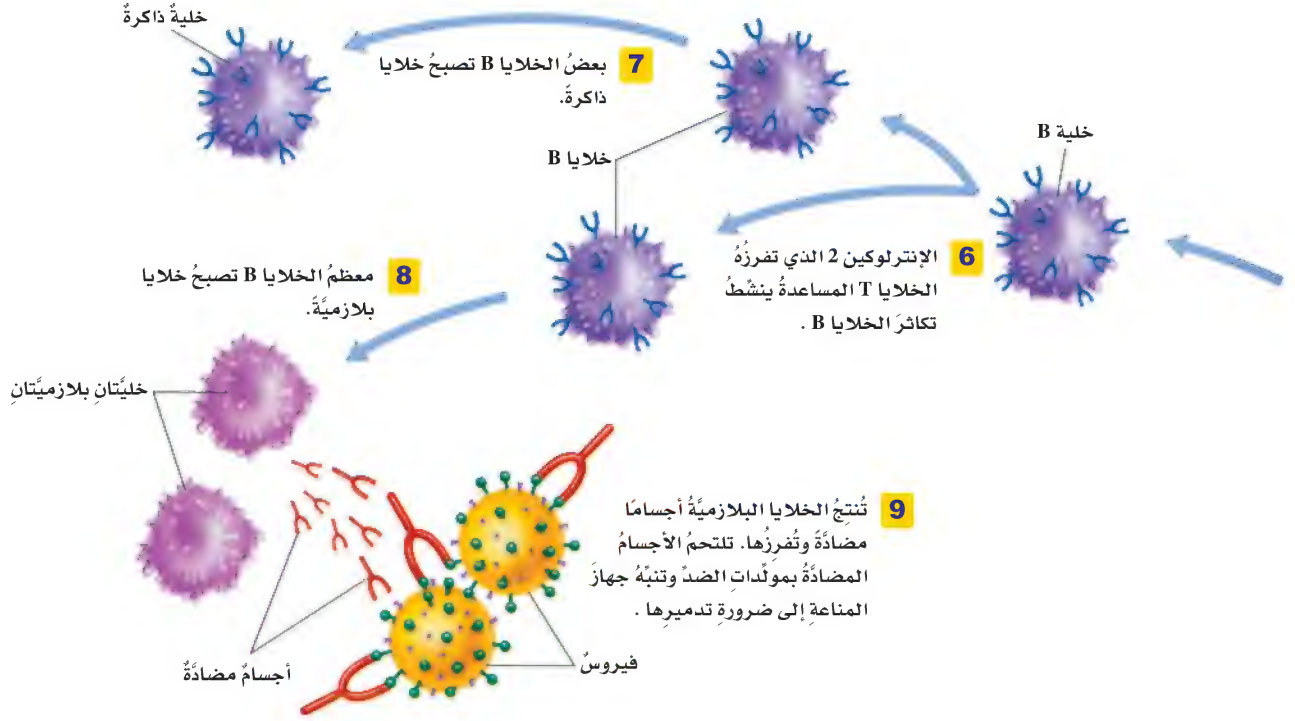 خليةٌ ذاكرةٌ
7 بعضُ الخلايا B تصبحُ خلايا
ذاكرةً.
خلية B
خلايا B
6 الإنترلوكين 2 الذي تفرزُهُ
الخلايا T المساعدةُ ينشّطُ
تكاثرَ الخلايا B .
8 معظمُ الخلايا B تصبحُ خلايا
بلازميَّةً.
خليَّتانِ بلازميَّتانِ
9 تُنتِجُ الخلايا البلازميَّةُ أجسامًا
مضادَّةً وتُفرِزُها. تلتحمُ الأجسامُ
المضادَّةُ بمولّداتِ الضدّ وتنبِّهُ جهازَ
المناعةِ إلى ضرورةِ تدميرِها .
فيروسٌ
أجسامٌ مضادَّةٌ